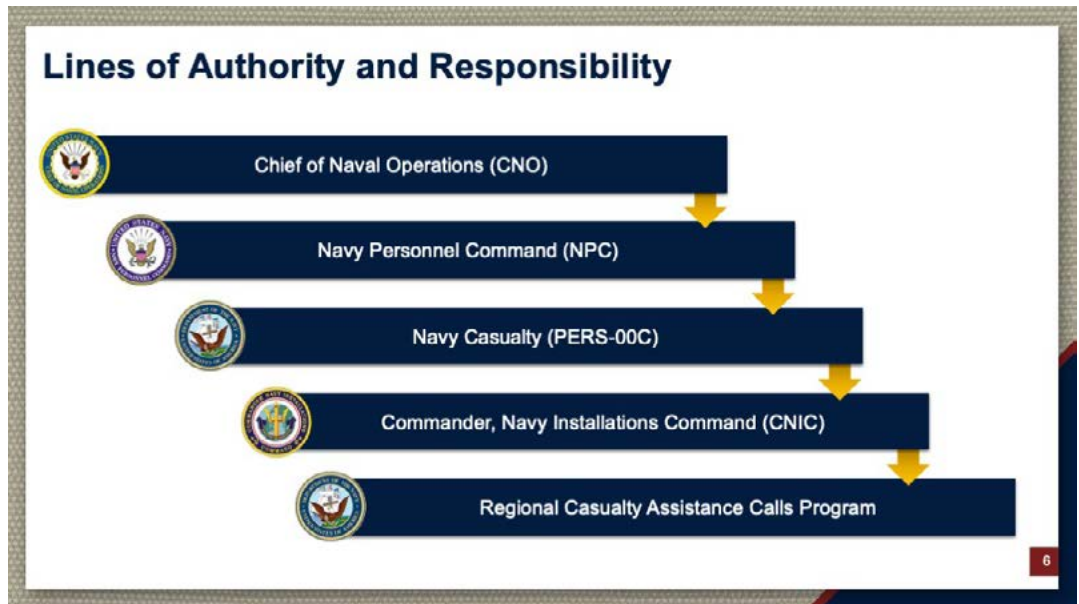 Lines of Authority and Responsibility
Chief of Naval Operations (CNO)
Navy Personnel Command (NPC)
Navy Casualty (PERS-00C)
Commander, Navy Installations Command (CNIC)
Regional Casualty Assistance Calls Program
6